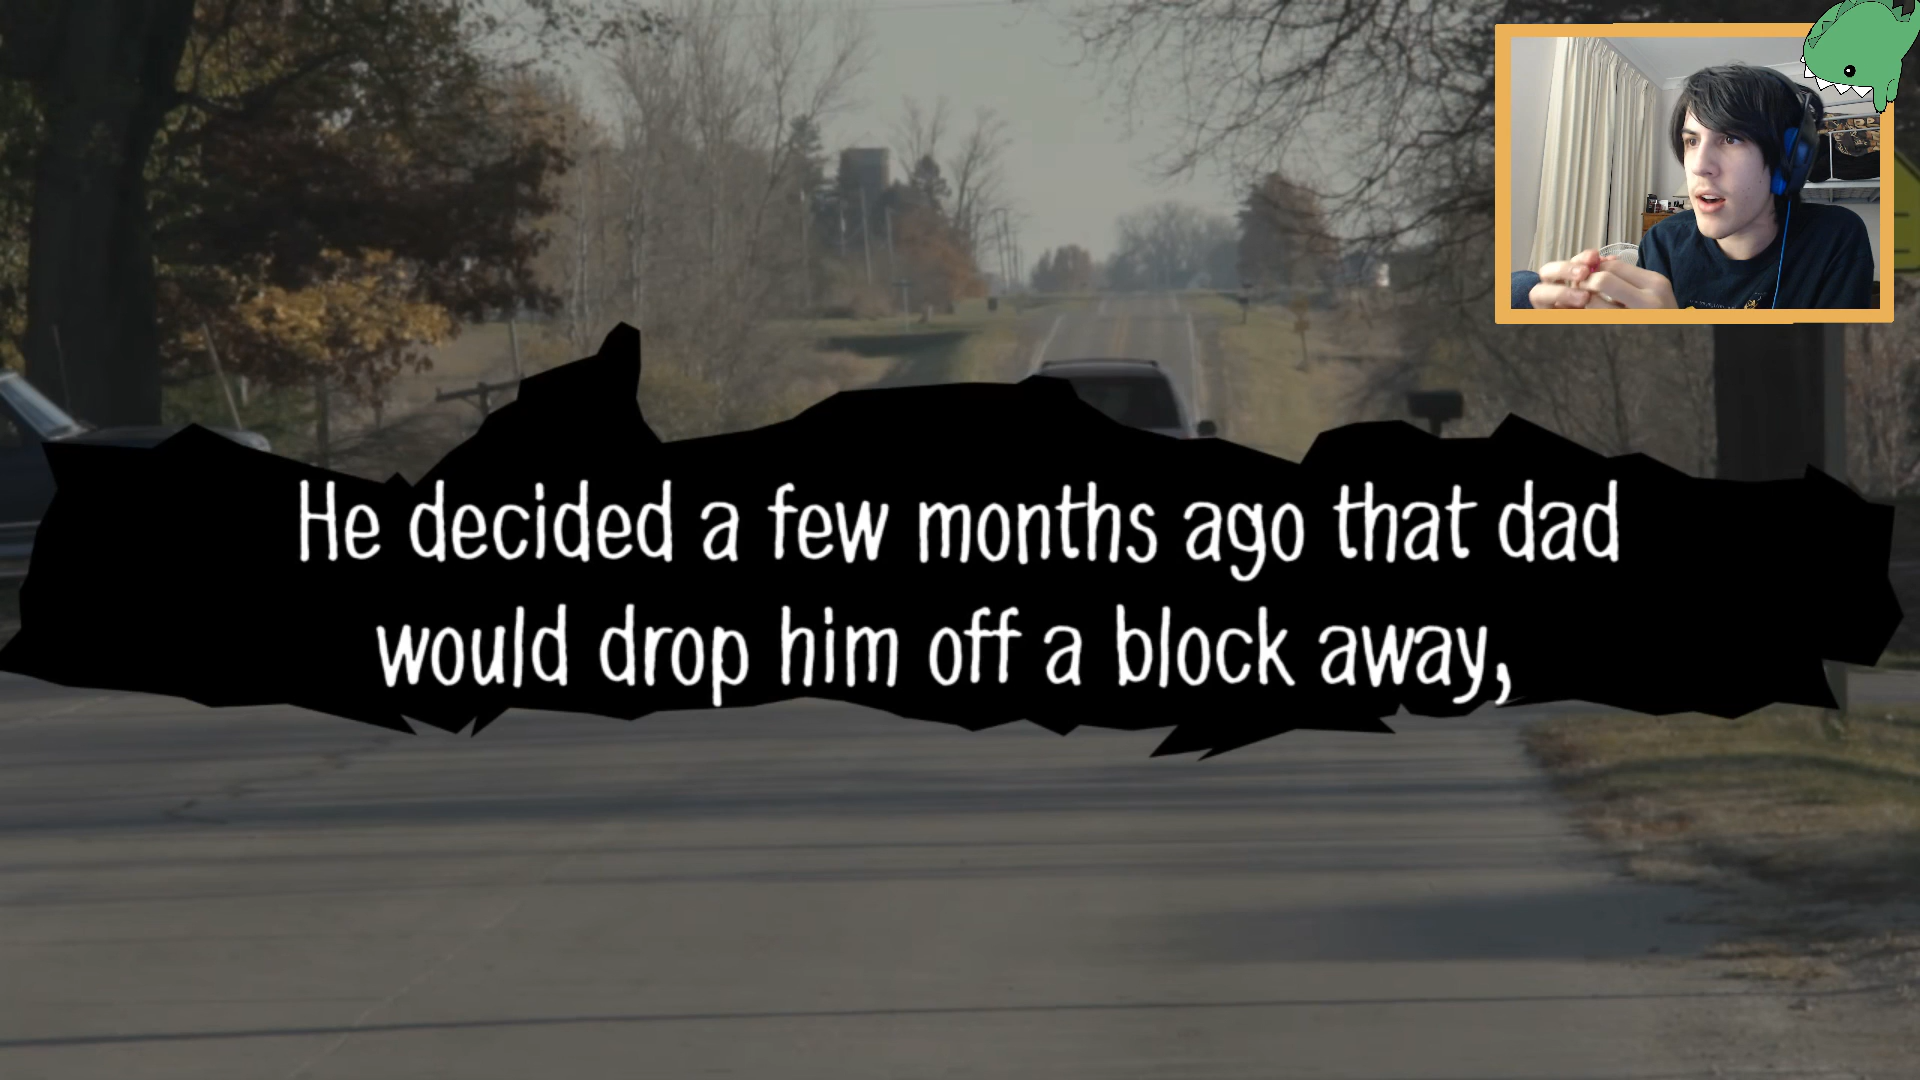 He decided a few months ago that dad
would drop him off a block away,